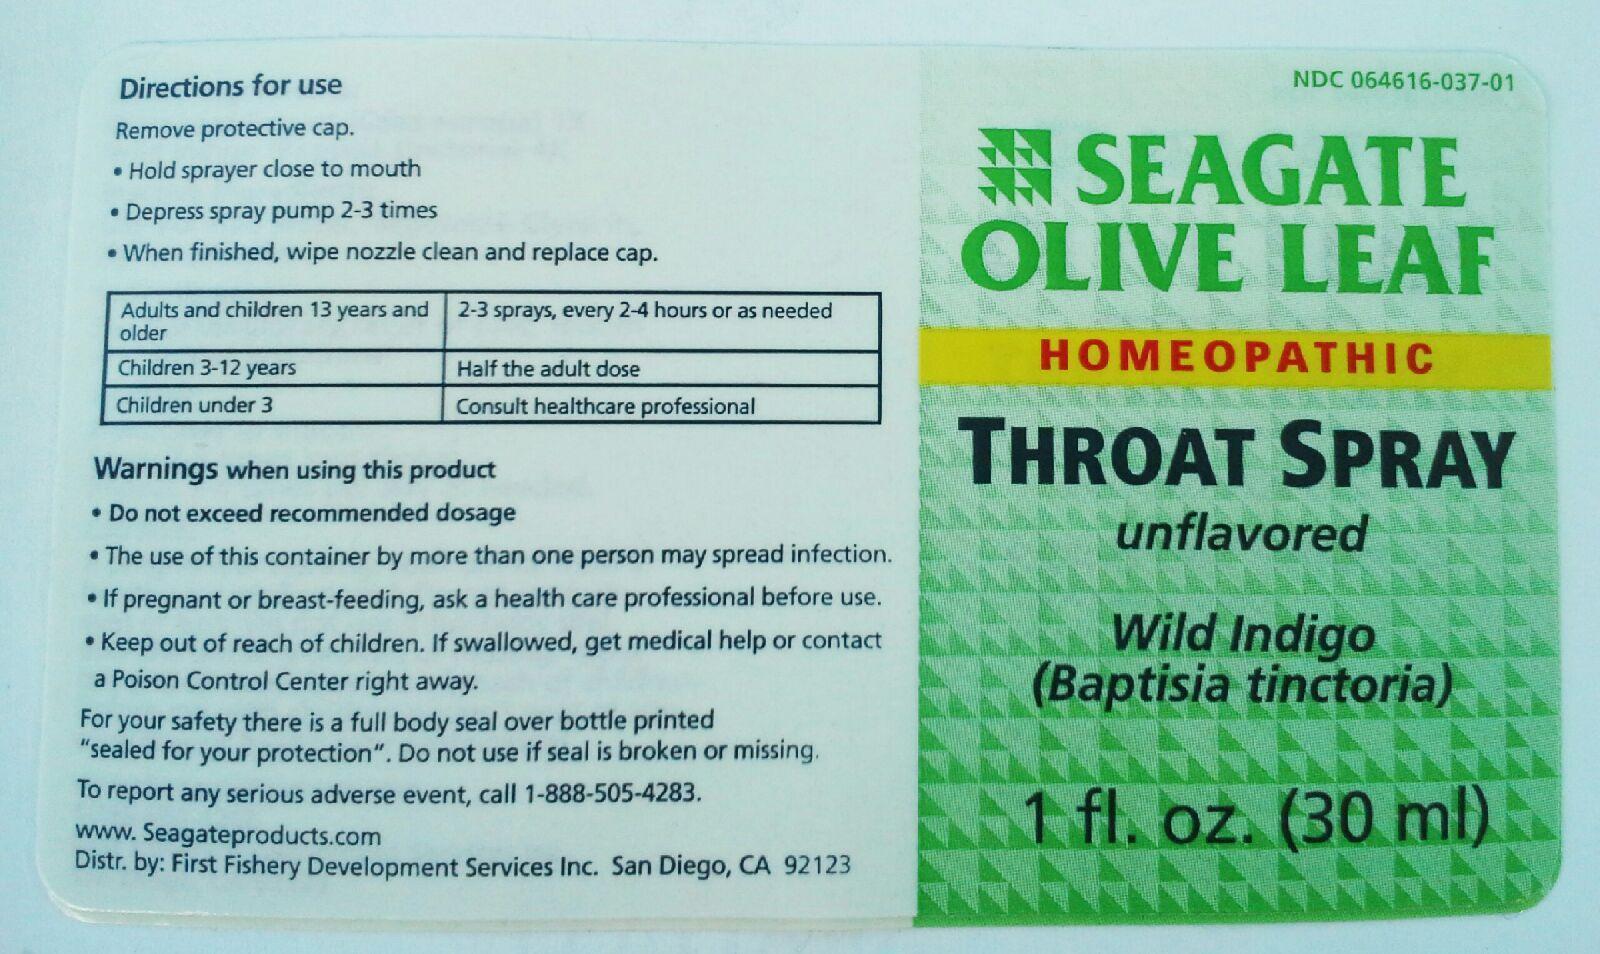 Directions for use
Remove protective cap.
• Hold sprayer close to mouth
• Depress spray pump 2-3 times
• When finished, wipe nozzle clean and replace cap.
Adults and children 13 years and older
2-3 sprays, every 2-4 hours or as needed
Children 3-12 years
Half the adult dose
Children under 3
Consult healthcare professional
Warnings when using this product
• Do not exceed recommended dosage
• The use of this container by more than one person may spread infection.
• If pregnant or breast-feeding, ask a health care professional before use.
• Keep out of reach of children. If swallowed, get medical help or contact
a Poison Control Center right away.
For your safety there is a full body seal over bottle printed
"sealed for your protection". Do not use if seal is broken or missing.
To report any serious adverse event, call 1-888-505-4283.
www. Seagateproducts.com
Distr. by: First Fishery Development Services Inc. San Diego, CA 92123
NDC 064616-037-01
SEAGATE
OLIVE LEAF
HOMEOPATHIC
THROAT SPRAY
unflavored
Wild Indigo
(Baptisia tinctoria)
1 fl. oz. (30 ml)